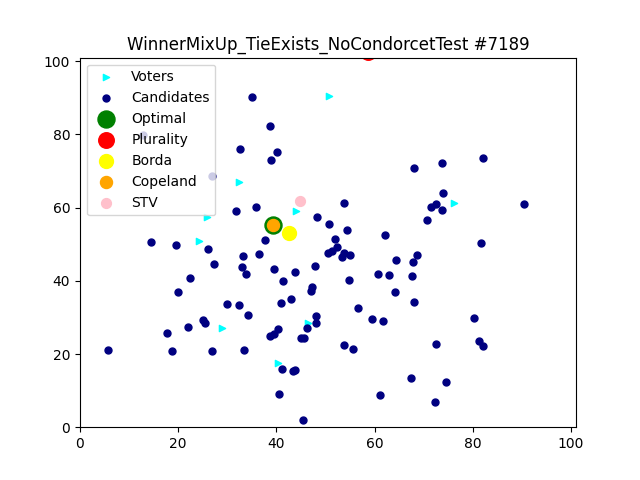 WinnerMixUp_TieExists_NoCondorcetTest #7189
100
80
60
40
20
0
Voters
Candidates
Optimal
Plurality
Borda
Copeland
STV
0 20 40 60 80 100